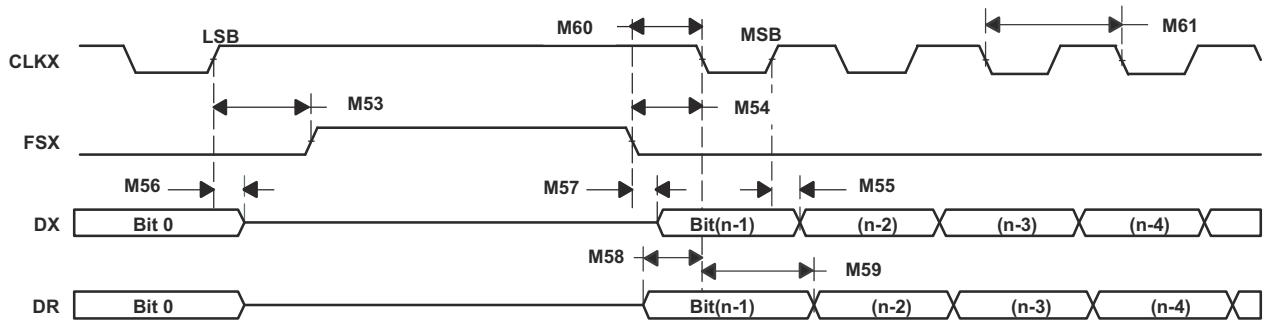 LSB
M60
MSB
M61
CLKX
M53
M54
FSX
M56
M57
M55
DX
Bit 0
Bit(n-1)
(n-2)
(n-3)
(n-4)
M58
M59
DR
Bit 0
Bit(n-1)
(n-2)
(n-3)
(n-4)